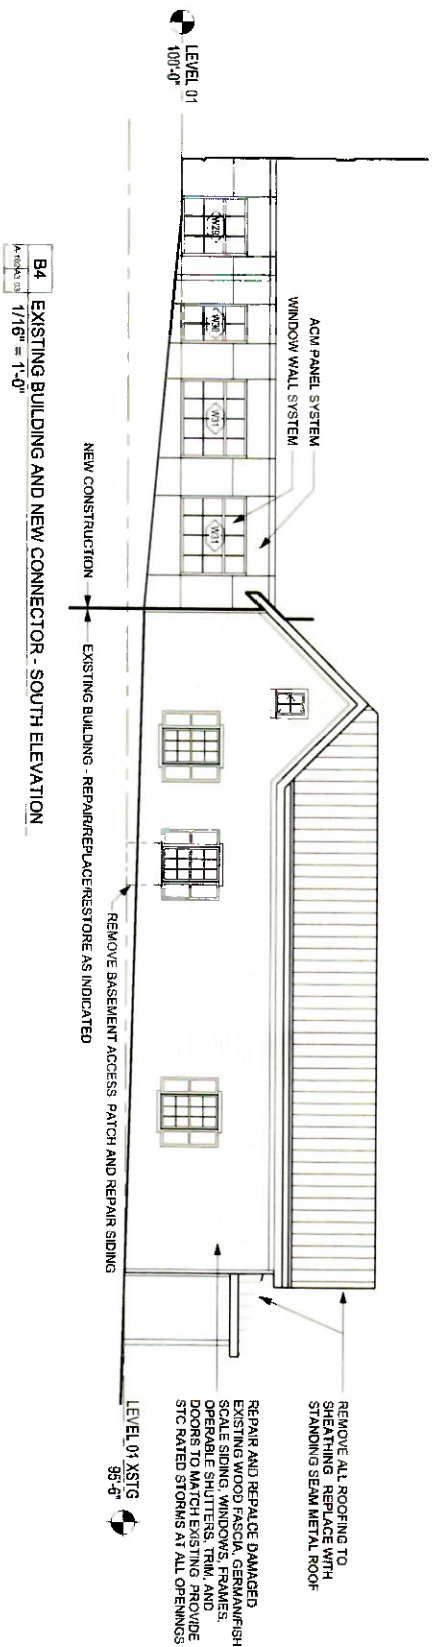 LEVEL 01
100'-0"
ACM PANEL SYSTEM
WINDOW WALL SYSTEM
W29
W30
W31
W31
NEW CONSTRUCTION
EXISTING BUILDING - REPAIR/REPLACE/RESTORE AS INDICATED
REMOVE BASEMENT ACCESS PATCH AND REPAIR SIDING
REMOVE ALL ROOFING TO
SHEATHING REPLACE WITH
STANDING SEAM METAL ROOF
REPAIR AND REPALCE DAMAGED
EXISTING WOOD FASCIA, GERMAN/FISH
SCALE SIDING, WINDOWS, FRAMES,
OPERABLE SHUTTERS, TRIM, AND
DOORS TO MATCH EXISTING PROVIDE
STC RATED STORMS AT ALL OPENINGS
LEVEL 01 XSTG
95'-6"
B4
EXISTING BUILDING AND NEW CONNECTOR - SOUTH ELEVATION
1/16" = 1'-0"